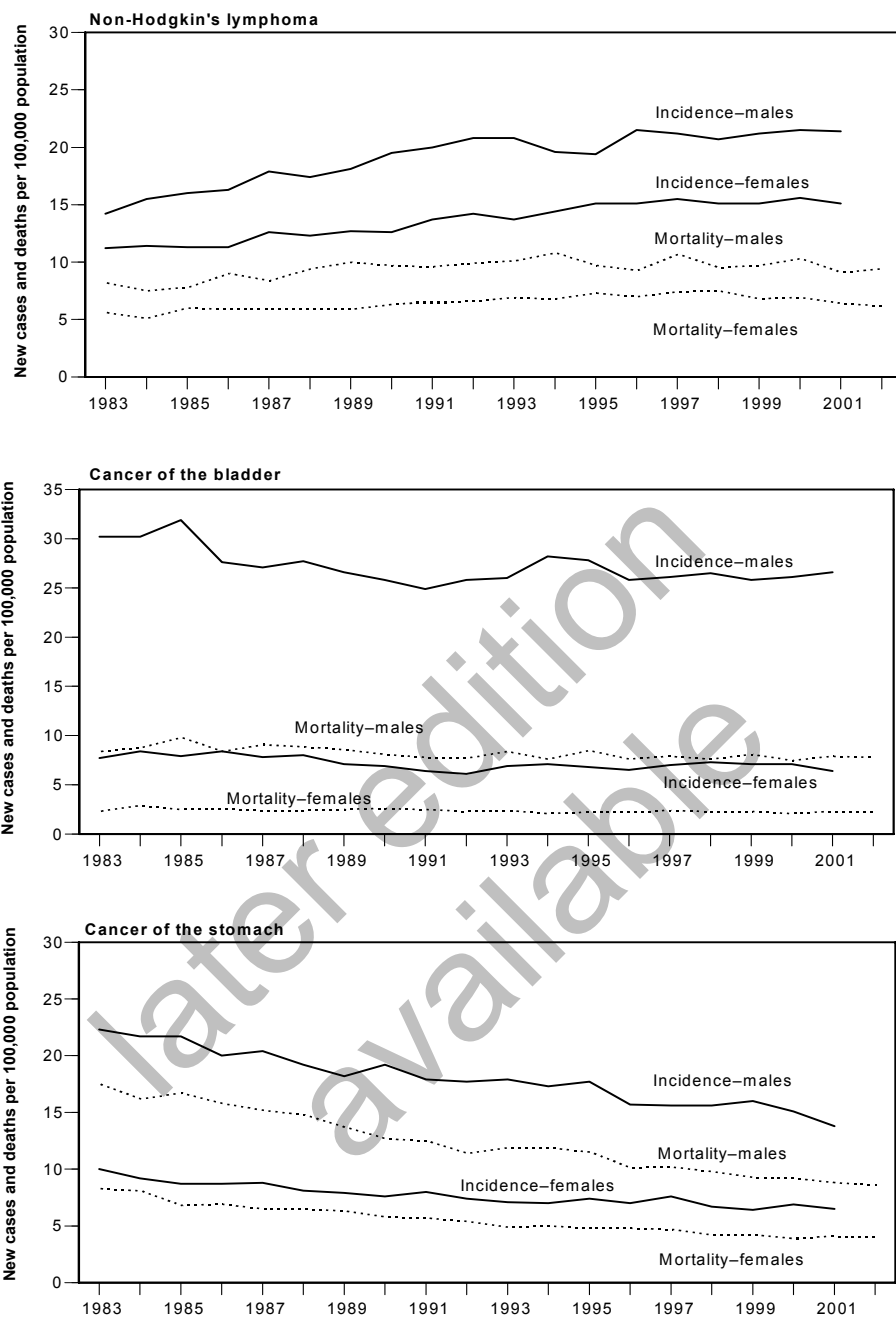 Non-Hodgkin's lymphoma
New cases and deaths per 100,000 population
30
25
20
15
10
5
0
Incidence–males
Incidence–females
Mortality–males
Mortality–females
1983 1985 1987 1989 1991 1993 1995 1997 1999 2001
Cancer of the bladder
New cases and deaths per 100,000 population
35
30
25
20
15
10
5
0
Incidence–males
Mortality–males
Incidence–females
Mortality–females
1983 1985 1987 1989 1991 1993 1995 1997 1999 2001
Cancer of the stomach
New cases and deaths per 100,000 population
30
25
20
15
10
5
0
Incidence–males
Mortality–males
Incidence–females
Mortality–females
1983 1985 1987 1989 1991 1993 1995 1997 1999 2001
later edition
available